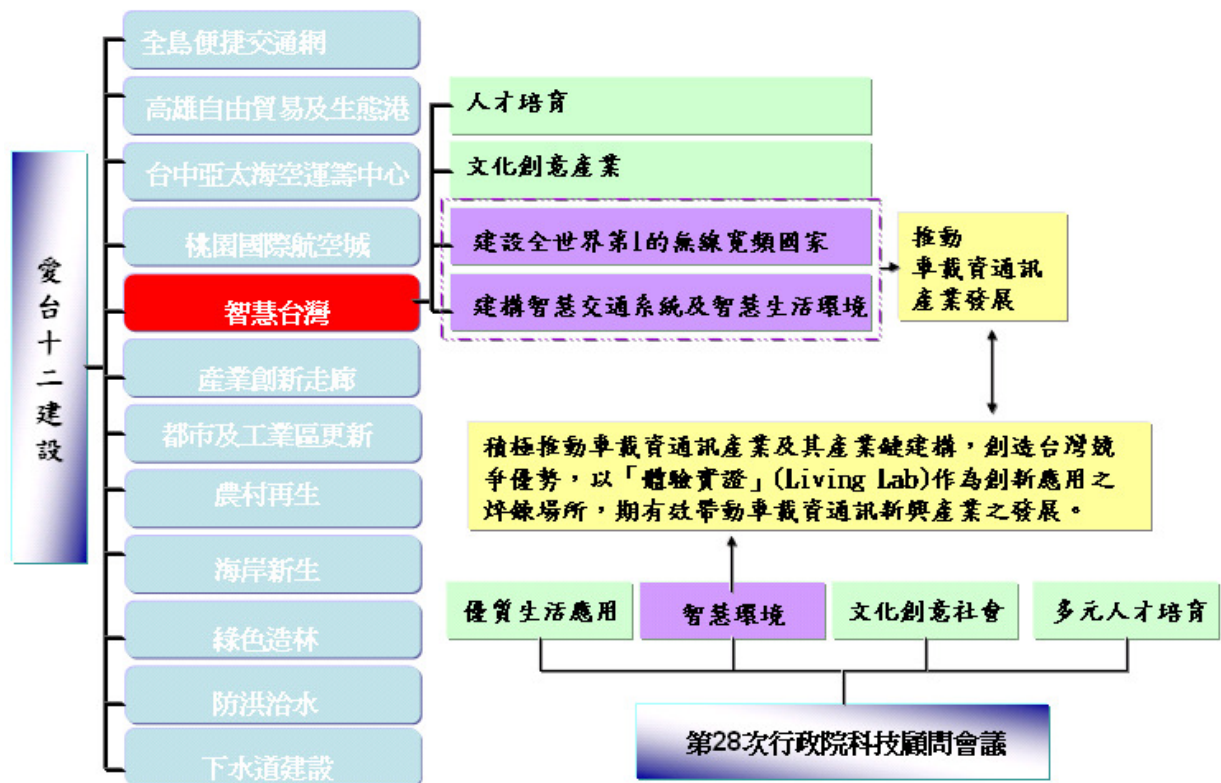 愛台十二建設
全島便捷交通網
高雄自由貿易及生態港
台中亞太海空運籌中心
桃園國際航空城
智慧台灣
產業創新走廊
都市及工業區更新
農村再生
海岸新生
綠色造林
防洪治水
下水道建設
人才培育
文化創意產業
建設全世界第1的無線寬頻國家
建構智慧交通系統及智慧生活環境
推動
車載資通訊
產業發展
積極推動車載資通訊產業及其產業鏈建構，創造台灣競
爭優勢，以「體驗實證」(Living Lab)作為創新應用之
焠鍊場所，期有效帶動車載資通訊新興產業之發展。
優質生活應用
智慧環境
文化創意社會
多元人才培育
第28次行政院科技顧問會議